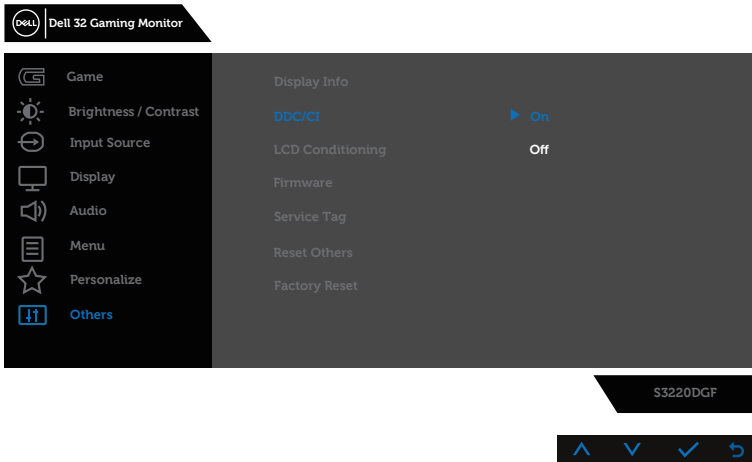 DELL
Dell 32 Gaming Monitor
Game
Brightness / Contrast
Input Source
Display
Audio
Menu
Personalize
Others
Display Info
DDC/CI On
LCD Conditioning Off
Firmware
Service Tag
Reset Others
Factory Reset
S3220DGF